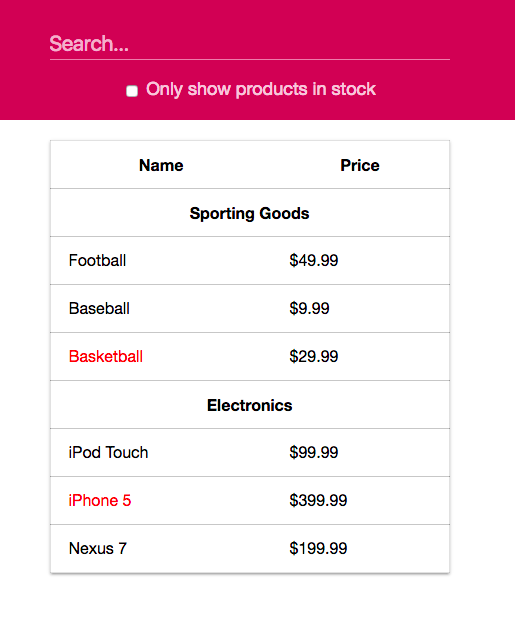 Search...
Only show products in stock
Name Price
Sporting Goods
Football $49.99
Baseball $9.99
Basketball $29.99
Electronics
iPod Touch $99.99
iPhone 5 $399.99
Nexus 7 $199.99